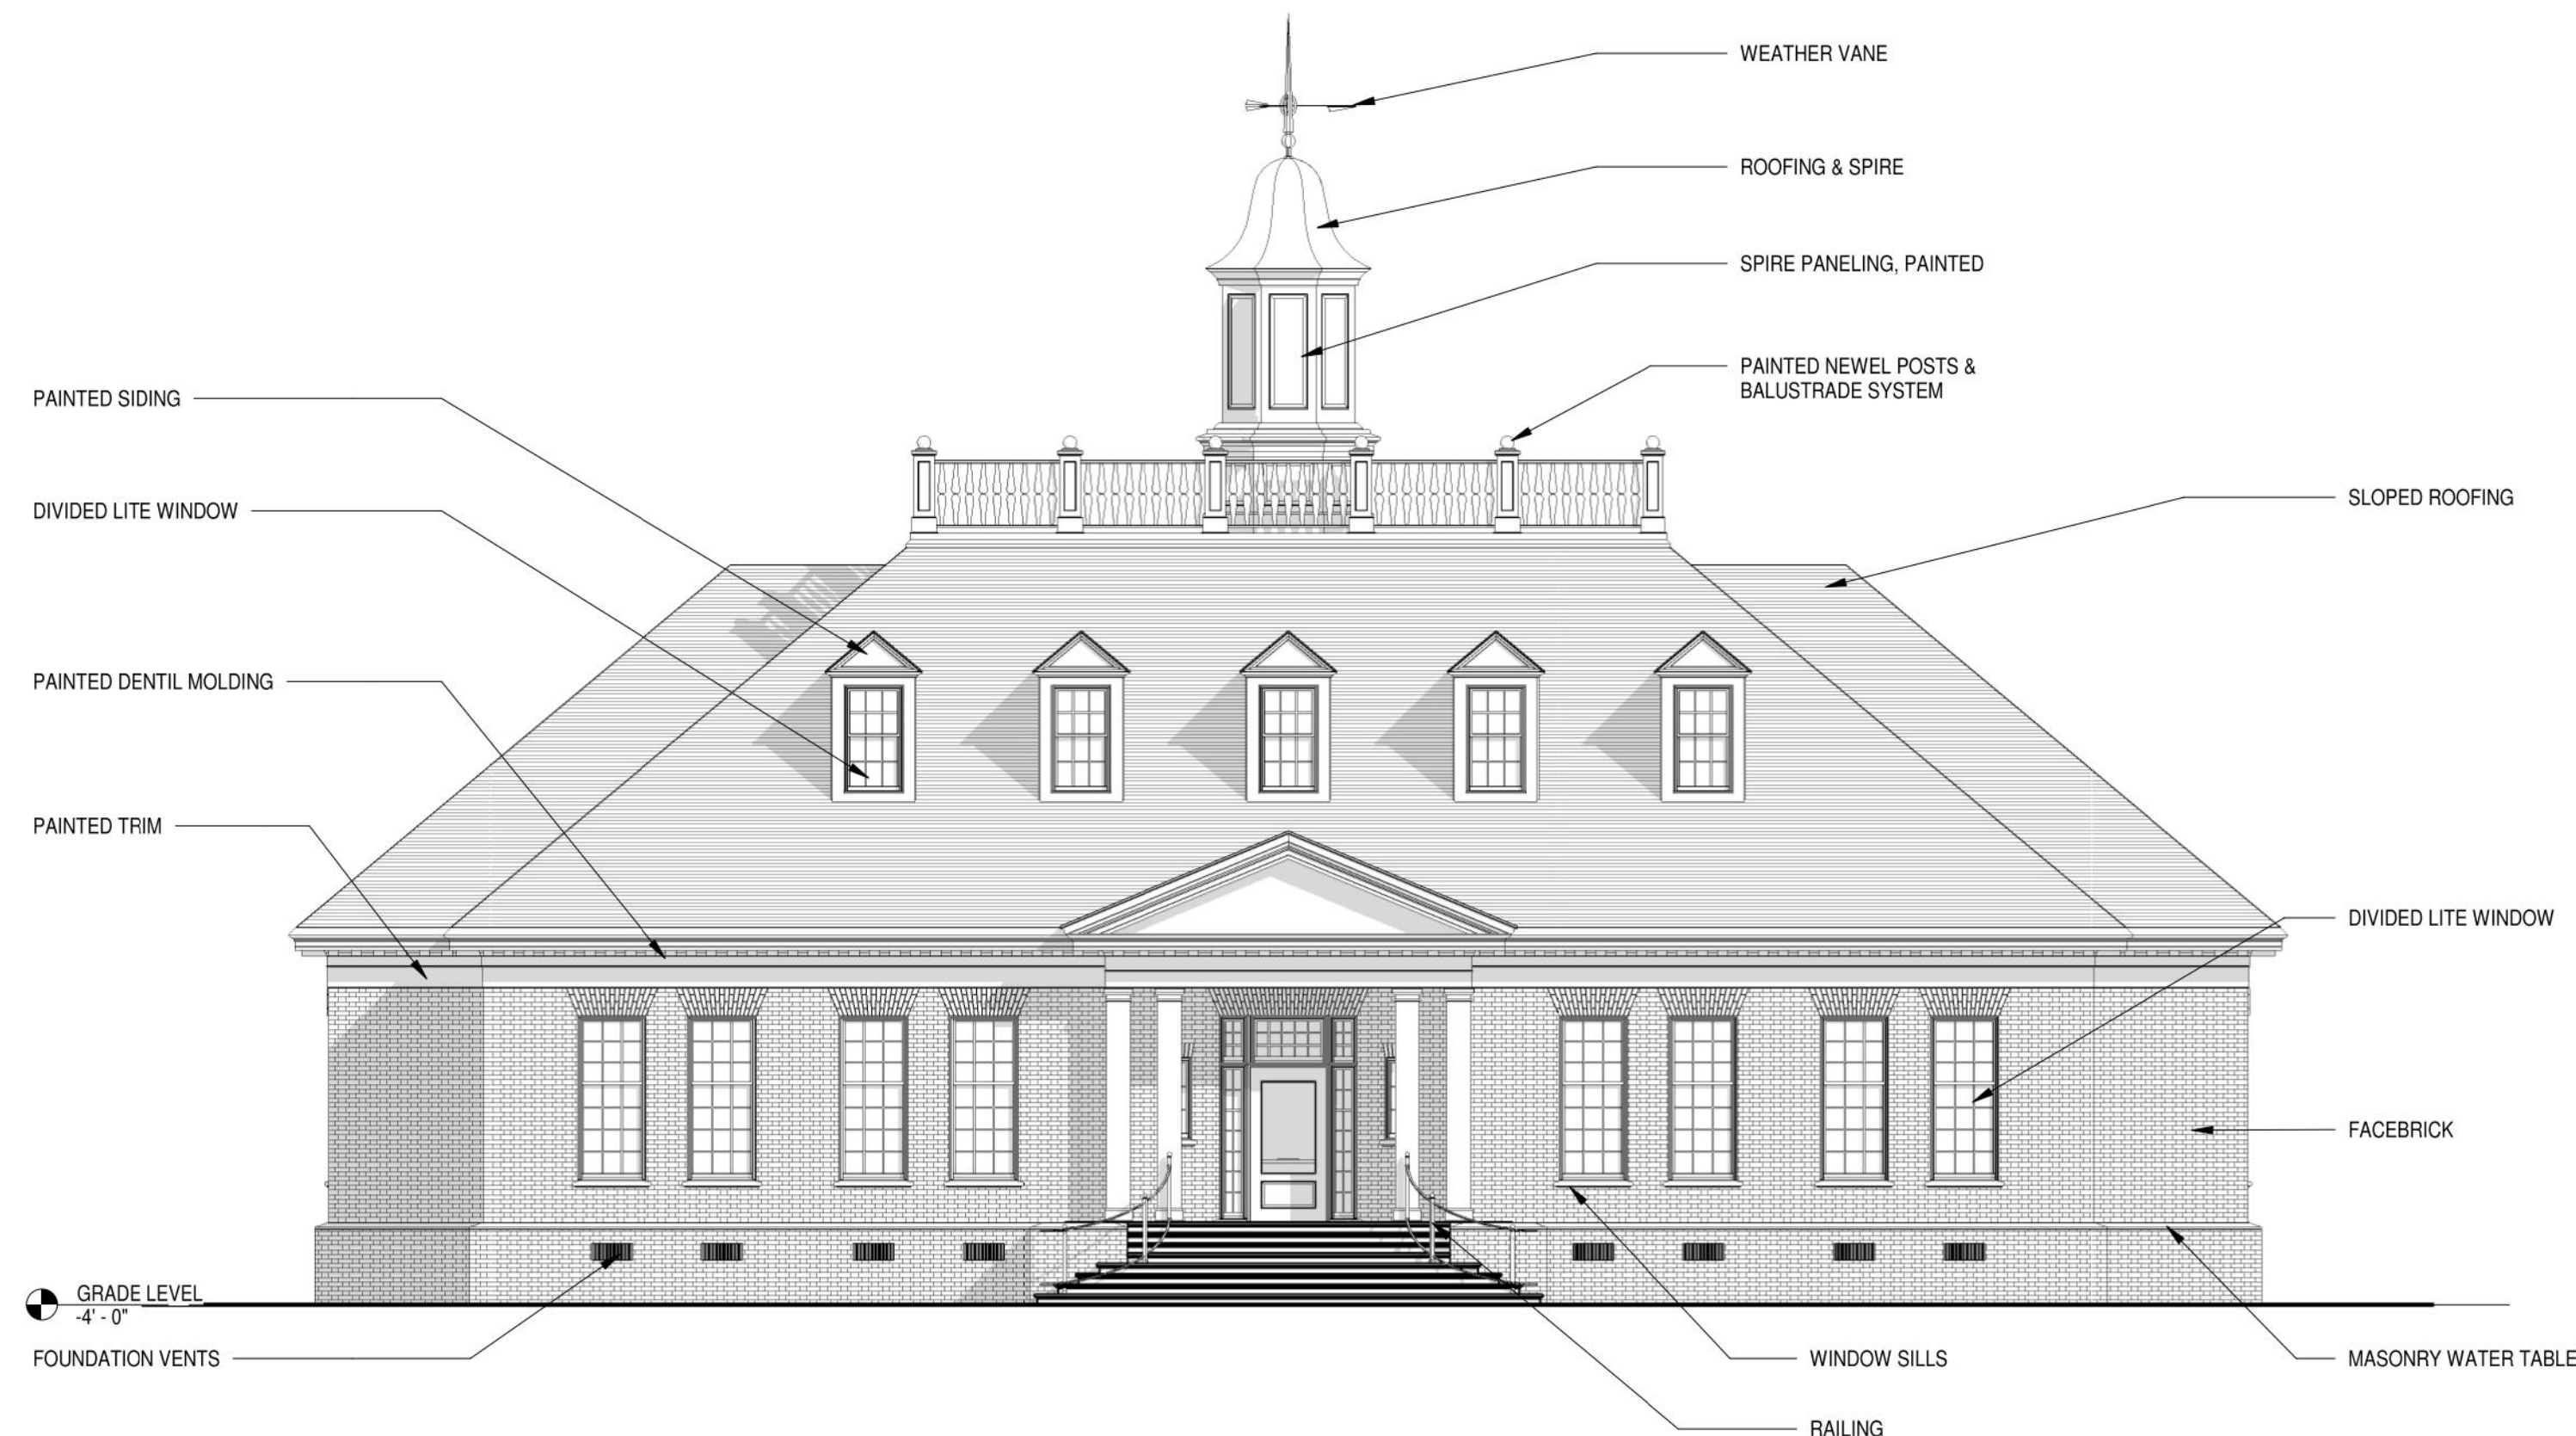 WEATHER VANE
ROOFING & SPIRE
SPIRE PANELING, PAINTED
PAINTED NEWEL POSTS &
BALUSTRADE SYSTEM
PAINTED SIDING
DIVIDED LITE WINDOW
SLOPED ROOFING
PAINTED DENTIL MOLDING
PAINTED TRIM
DIVIDED LITE WINDOW
FACEBRICK
GRADE LEVEL
-4' - 0"
FOUNDATION VENTS
WINDOW SILLS
MASONRY WATER TABLE
RAILING